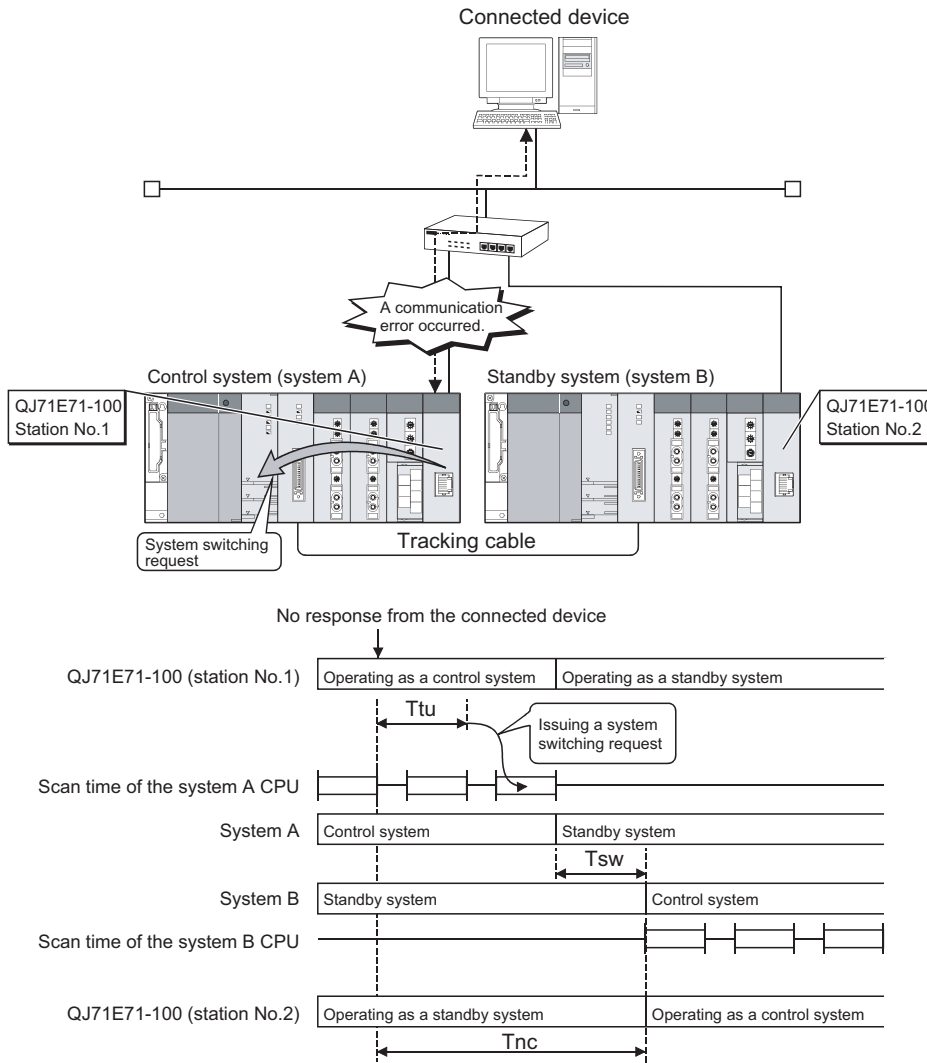 Connected device
A communication
error occurred.
Control system (system A)
Standby system (system B)
QJ71E71-100
Station No.1
QJ71E71-100
Station No.2
System switching
request
Tracking cable
No response from the connected device
QJ71E71-100 (station No.1)
Operating as a control system
Operating as a standby system
Ttu
Issuing a system
switching request
Scan time of the system A CPU
System A
Control system
Standby system
Tsw
System B
Standby system
Control system
Scan time of the system B CPU
QJ71E71-100 (station No.2)
Operating as a standby system
Operating as a control system
Tnc